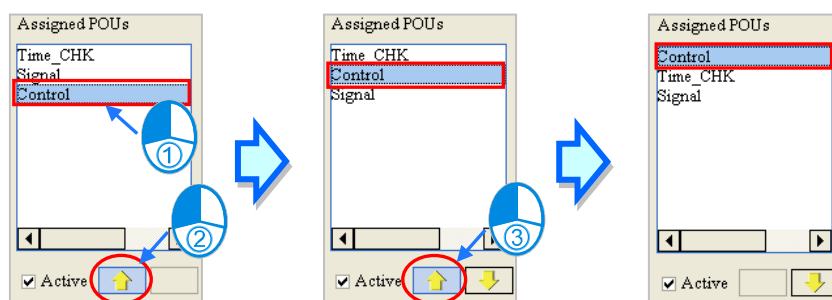 Assigned POUs
Time_CHK
Signal
Control
①
②
Active
Assigned POUs
Time_CHK
Control
Signal
③
Active
Assigned POUs
Control
Time_CHK
Signal
Active